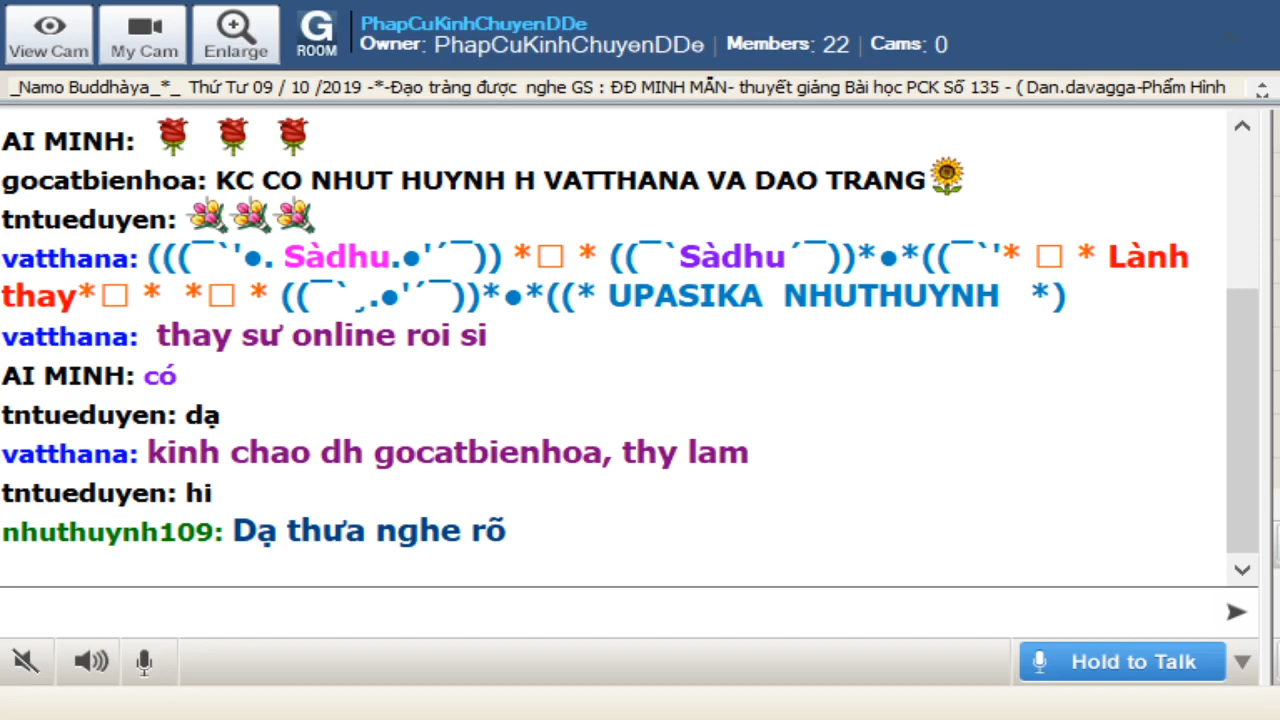 PhapCuKinhChuyenDDe
View Cam My Cam Enlarge G ROOM Owner: PhapCuKinhChuyenDDe | Members: 22 | Cams: 0
_Namo Buddhàya_*_ Thứ Tư 09 / 10 /2019 -*-Đạo tràng được nghe GS : ĐĐ MINH MẪN- thuyết giảng Bài học PCK Số 135 - ( Dan.davagga-Phẩm Hình
AI MINH:
gocatbienhoa: KC CO NHUT HUYNH H VATTHANA VA DAO TRANG
tntueduyen:
vatthana: (((¯`'●. Sàdhu.●'´¯)) *□ * ((¯`Sàdhu´¯))*●*((¯`'* □ * Lành
thay*□ * *□ * ((¯`¸.●'´¯))*●*((* UPASIKA NHUTHUYNH *)
vatthana: thay sư online roi si
AI MINH: có
tntueduyen: dạ
vatthana: kinh chao dh gocatbienhoa, thy lam
tntueduyen: hi
nhuthuynh109: Dạ thưa nghe rõ
Hold to Talk